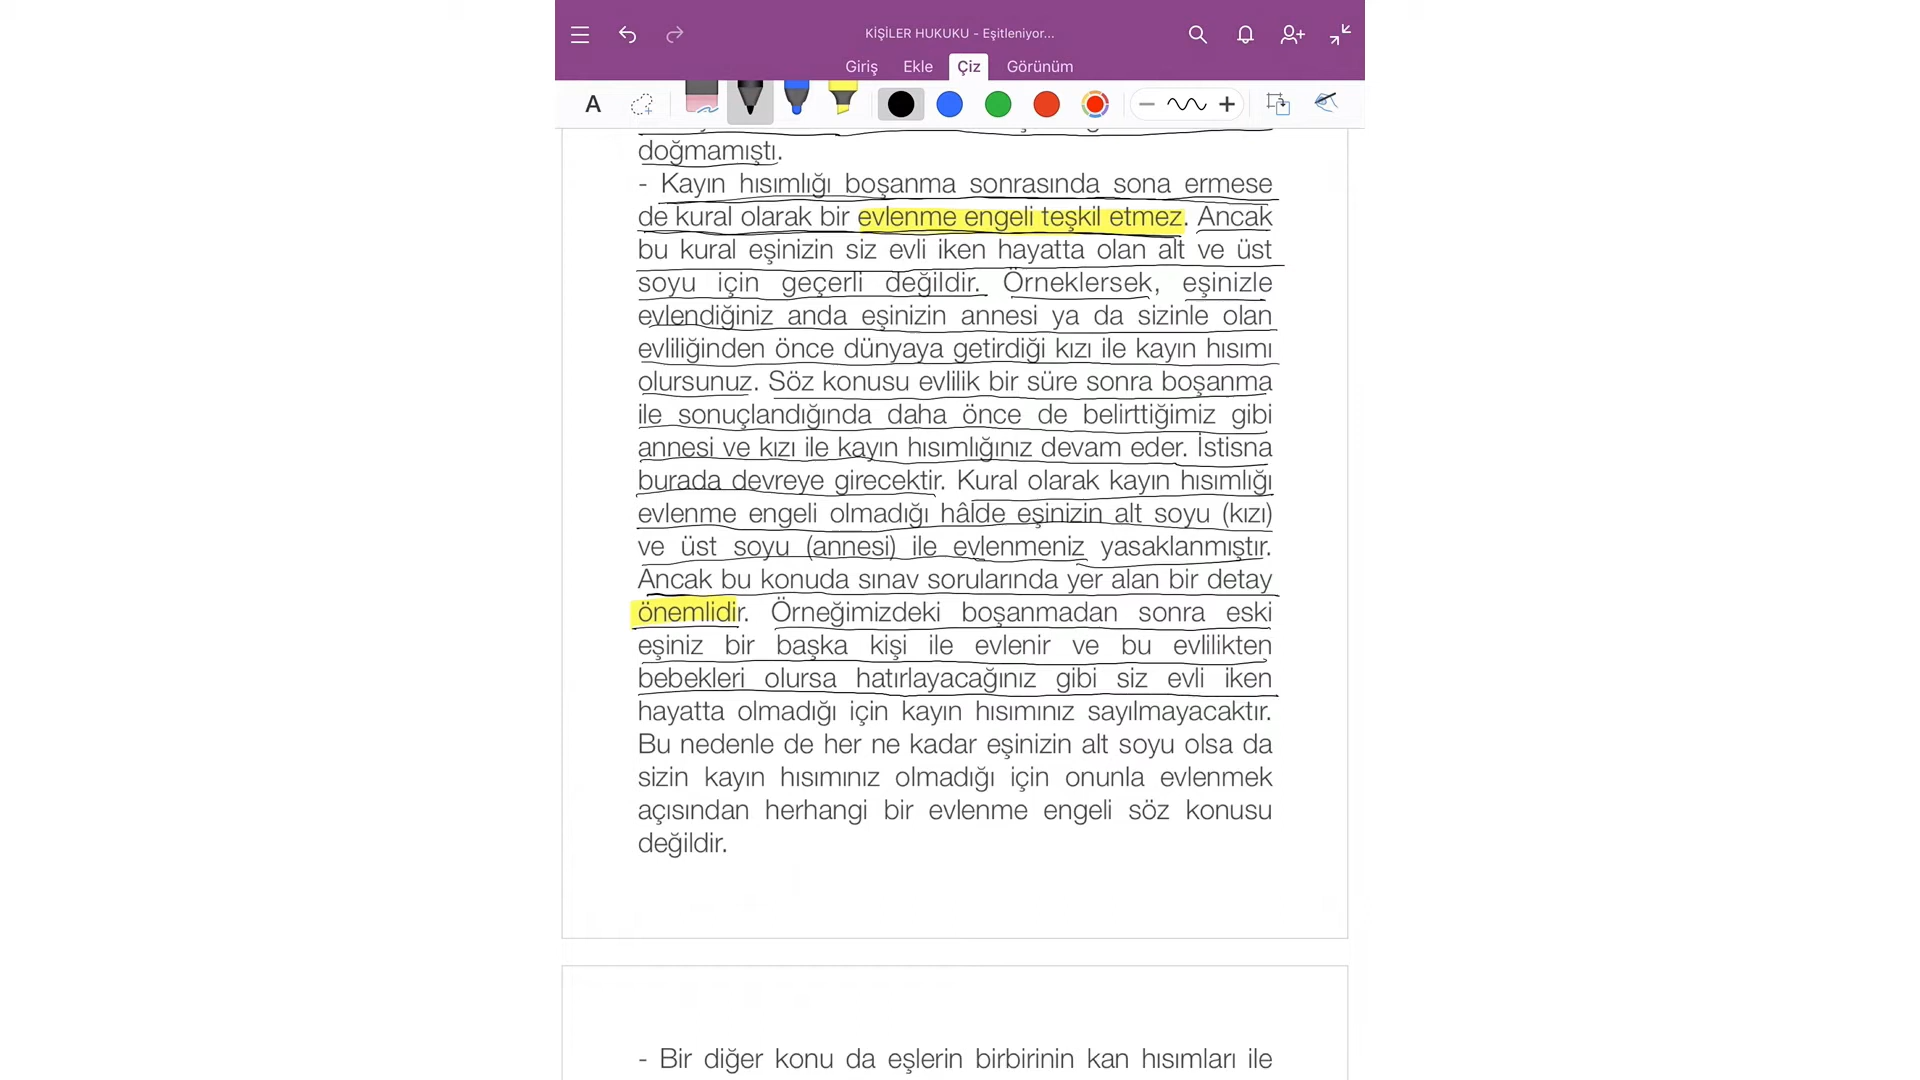 KİŞİLER HUKUKU - Eşitleniyor...
Giriş Ekle Çiz Görünüm
A
doğmamıştı.
- Kayın hısımlığı boşanma sonrasında sona ermese
de kural olarak bir evlenme engeli teşkil etmez. Ancak
bu kural eşinizin siz evli iken hayatta olan alt ve üst
soyu için geçerli değildir. Örneklersek, eşinizle
evlendiğiniz anda eşinizin annesi ya da sizinle olan
evliliğinden önce dünyaya getirdiği kızı ile kayın hısımı
olursunuz. Söz konusu evlilik bir süre sonra boşanma
ile sonuçlandığında daha önce de belirttiğimiz gibi
annesi ve kızı ile kayın hısımlığınız devam eder. İstisna
burada devreye girecektir. Kural olarak kayın hısımlığı
evlenme engeli olmadığı hâlde eşinizin alt soyu (kızı)
ve üst soyu (annesi) ile evlenmeniz yasaklanmıştır.
Ancak bu konuda sınav sorularında yer alan bir detay
önemlidir. Örneğimizdeki boşanmadan sonra eski
eşiniz bir başka kişi ile evlenir ve bu evlilikten
bebekleri olursa hatırlayacağınız gibi siz evli iken
hayatta olmadığı için kayın hısımınız sayılmayacaktır.
Bu nedenle de her ne kadar eşinizin alt soyu olsa da
sizin kayın hısımınız olmadığı için onunla evlenmek
açısından herhangi bir evlenme engeli söz konusu
değildir.
- Bir diğer konu da eşlerin birbirinin kan hısımları ile